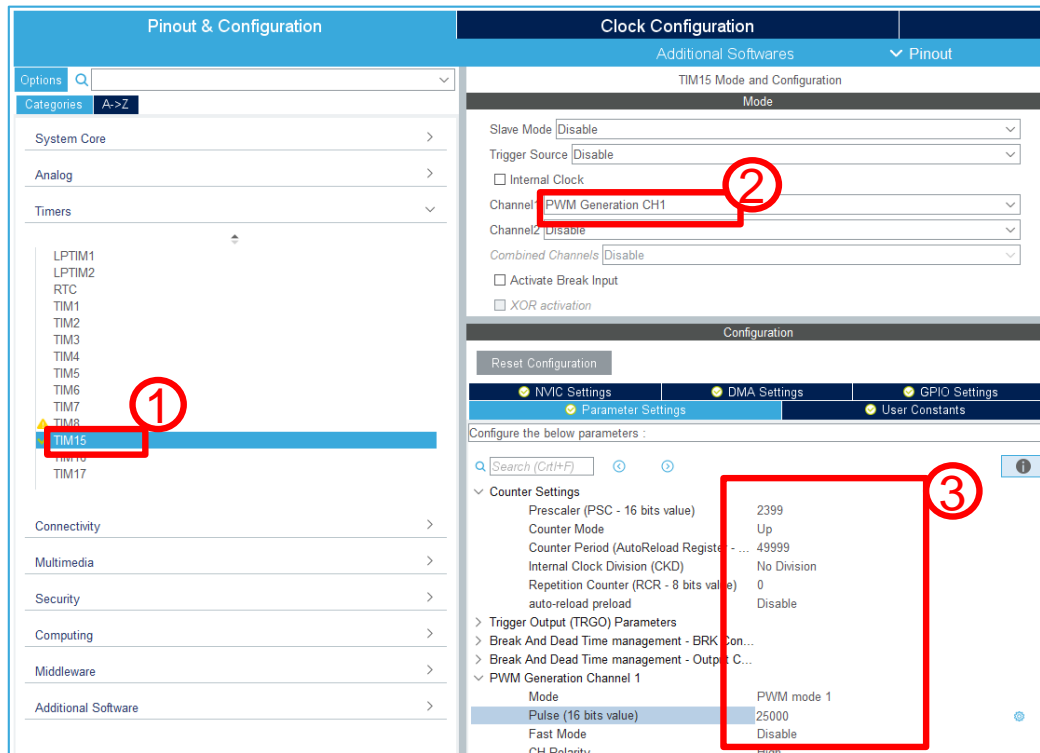 Pinout & Configuration
Clock Configuration
Additional Softwares
Pinout
Options
Categories
A->Z
System Core
Analog
Timers
LPTIM1
LPTIM2
RTC
TIM1
TIM2
TIM3
TIM4
TIM5
TIM6
TIM7
TIM8
TIM15
TIM16
TIM17
Connectivity
Multimedia
Security
Computing
Middleware
Additional Software
1
TIM15 Mode and Configuration
Mode
Slave Mode Disable
Trigger Source Disable
Internal Clock
2
Channel1 PWM Generation CH1
Channel2 Disable
Combined Channels Disable
Activate Break Input
XOR activation
Configuration
Reset Configuration
NVIC Settings
DMA Settings
GPIO Settings
Parameter Settings
User Constants
Configure the below parameters :
Search (Crtl+F)
3
Counter Settings
Prescaler (PSC - 16 bits value) 2399
Counter Mode Up
Counter Period (AutoReload Register - ... 49999
Internal Clock Division (CKD) No Division
Repetition Counter (RCR - 8 bits value) 0
auto-reload preload Disable
Trigger Output (TRGO) Parameters
Break And Dead Time management - BRK Con...
Break And Dead Time management - Output C...
PWM Generation Channel 1
Mode PWM mode 1
Pulse (16 bits value) 25000
Fast Mode Disable
CH Polarity High